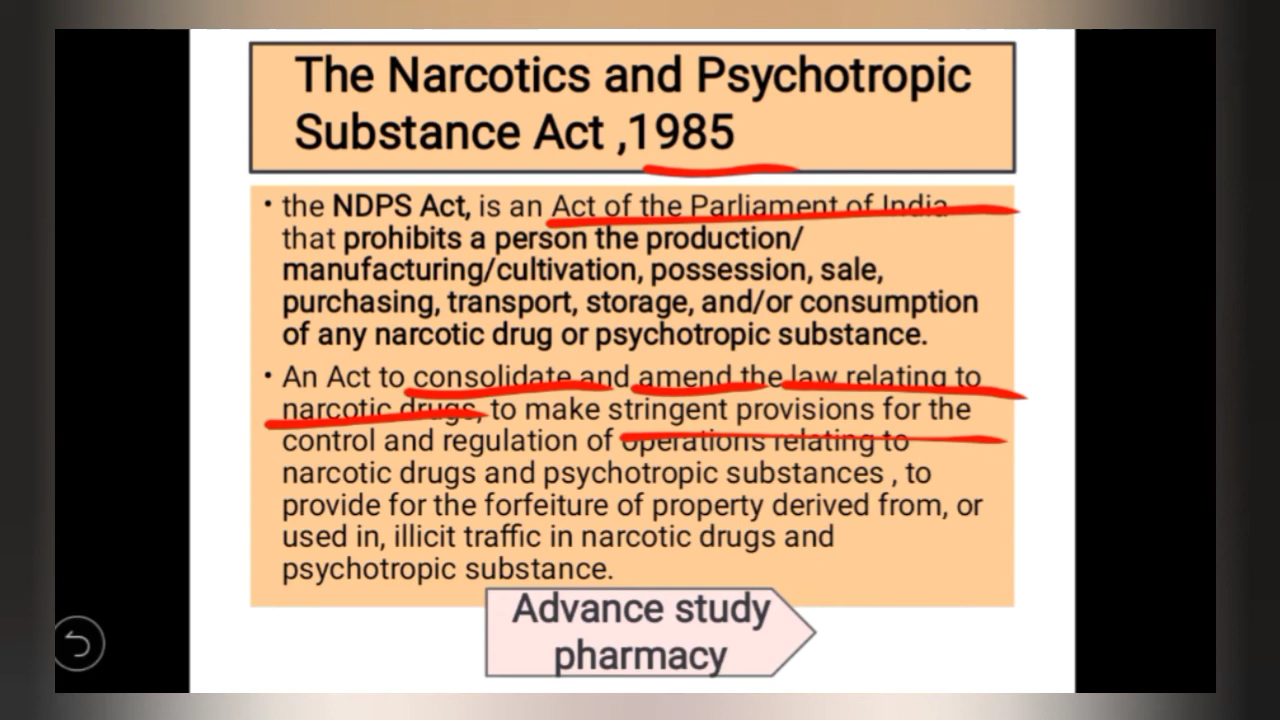 The Narcotics and Psychotropic
Substance Act ,1985
• the NDPS Act, is an Act of the Parliament of India
that prohibits a person the production/
manufacturing/cultivation, possession, sale,
purchasing, transport, storage, and/or consumption
of any narcotic drug or psychotropic substance.
• An Act to consolidate and amend the law relating to
narcotic drugs, to make stringent provisions for the
control and regulation of operations relating to
narcotic drugs and psychotropic substances , to
provide for the forfeiture of property derived from, or
used in, illicit traffic in narcotic drugs and
psychotropic substance.
Advance study
pharmacy